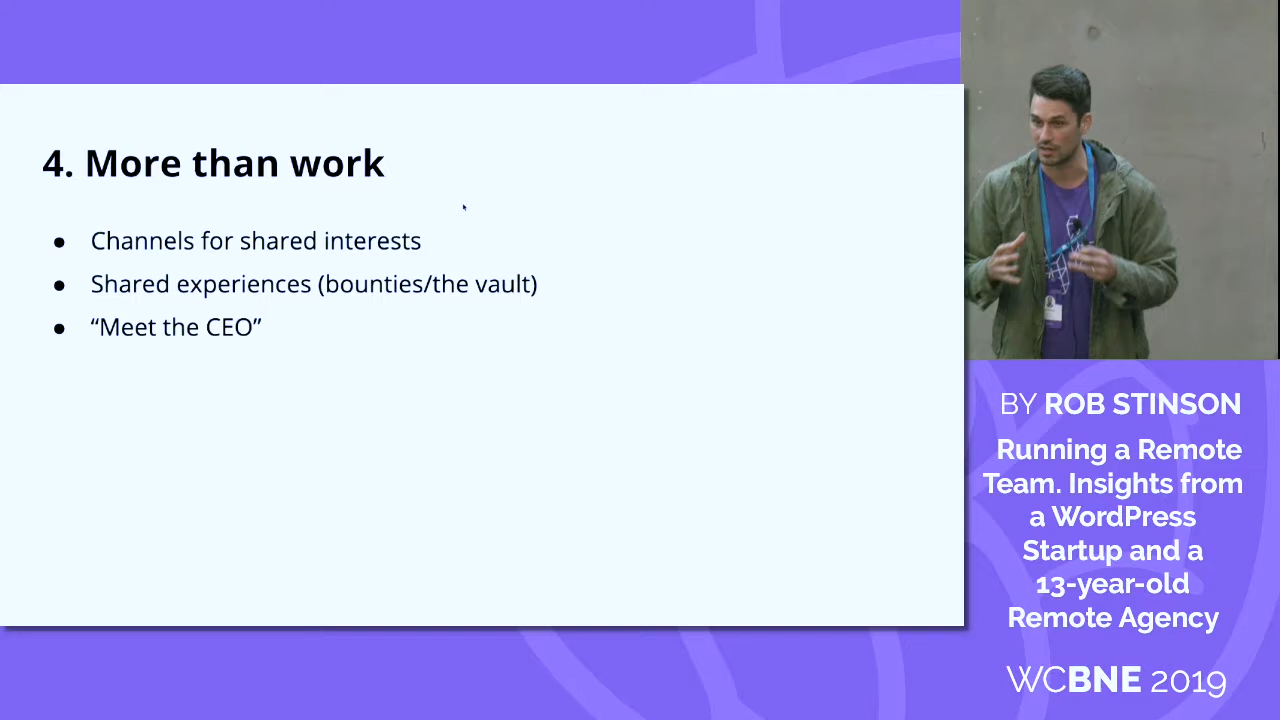 4. More than work
● Channels for shared interests
● Shared experiences (bounties/the vault)
● “Meet the CEO”
BY ROB STINSON
Running a Remote
Team. Insights from
a WordPress
Startup and a
13-year-old
Remote Agency
WCBNE 2019